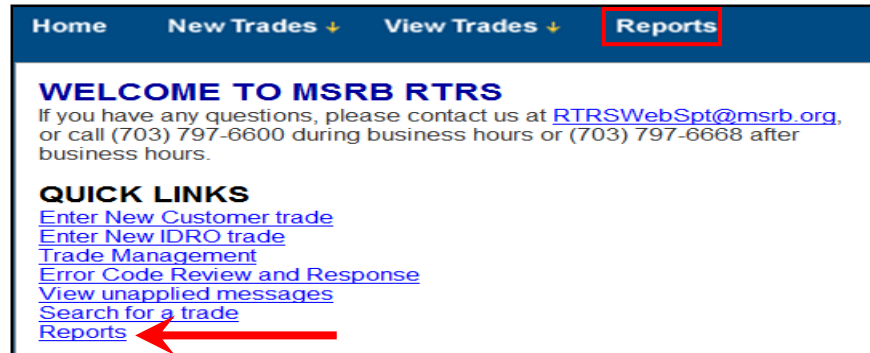 Home New Trades ↓ View Trades ↓ Reports
WELCOME TO MSRB RTRS
If you have any questions, please contact us at RTRSWebSpt@msrb.org,
or call (703) 797-6600 during business hours or (703) 797-6668 after
business hours.
QUICK LINKS
Enter New Customer trade
Enter New IDRO trade
Trade Management
Error Code Review and Response
View unapplied messages
Search for a trade
Reports